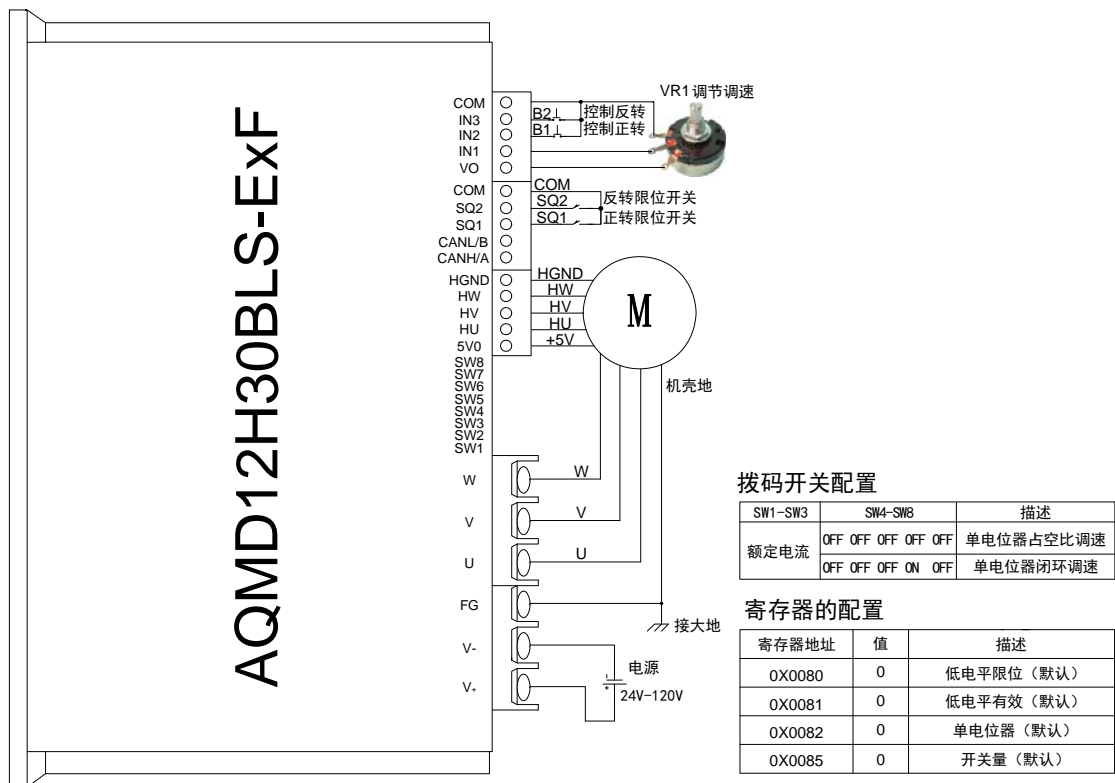 AQMD12H30BLS-ExF
COM
IN3
IN2
IN1
VO
COM
SQ2
SQ1
CANL/B
CANH/A
HGND
HW
HV
HU
5V0
SW8
SW7
SW6
SW5
SW4
SW3
SW2
SW1
W
V
U
FG
V-
V+
B2 控制反转
B1 控制正转
VR1 调节调速
COM
SQ2 反转限位开关
SQ1 正转限位开关
HGND
HW
HV
HU
+5V
M
机壳地
W
V
U
接大地
电源
24V-120V
拨码开关配置
SW1-SW3 SW4-SW8 描述
额定电流
OFF OFF OFF OFF OFF 单电位器占空比调速
OFF OFF OFF ON OFF 单电位器闭环调速
寄存器的配置
寄存器地址 值 描述
0X0080 0 低电平限位（默认）
0X0081 0 低电平有效（默认）
0X0082 0 单电位器（默认）
0X0085 0 开关量（默认）